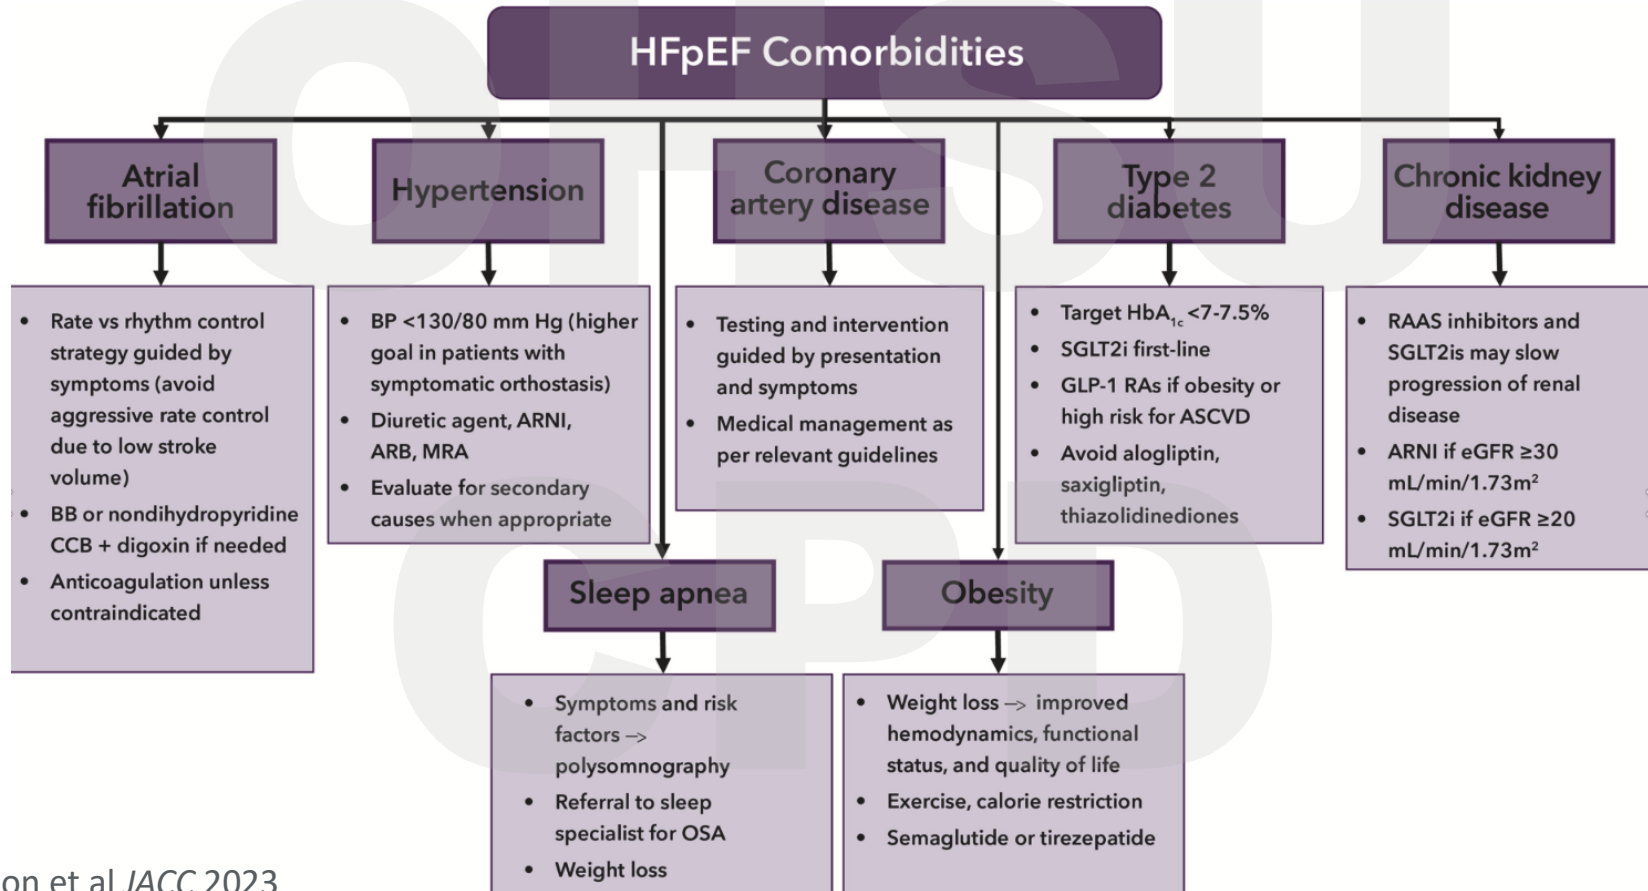 HFpEF Comorbidities
Atrial
fibrillation
Hypertension
Coronary
artery disease
Type 2
diabetes
Chronic kidney
disease
• Rate vs rhythm control
strategy guided by
symptoms (avoid
aggressive rate control
due to low stroke
volume)
• BB or nondihydropyridine
CCB + digoxin if needed
• Anticoagulation unless
contraindicated
• BP <130/80 mm Hg (higher
goal in patients with
symptomatic orthostasis)
• Diuretic agent, ARNI,
ARB, MRA
• Evaluate for secondary
causes when appropriate
• Testing and intervention
guided by presentation
and symptoms
• Medical management as
per relevant guidelines
• Target HbA1c <7-7.5%
• SGLT2i first-line
• GLP-1 RAs if obesity or
high risk for ASCVD
• Avoid alogliptin,
saxigliptin,
thiazolidinediones
• RAAS inhibitors and
SGLT2is may slow
progression of renal
disease
• ARNI if eGFR ≥30
mL/min/1.73m²
• SGLT2i if eGFR ≥20
mL/min/1.73m²
Sleep apnea
Obesity
• Symptoms and risk
factors –>
polysomnography
• Referral to sleep
specialist for OSA
• Weight loss
• Weight loss –> improved
hemodynamics, functional
status, and quality of life
• Exercise, calorie restriction
• Semaglutide or tirezepatide
on et al JACC 2023
OHSU
CPD